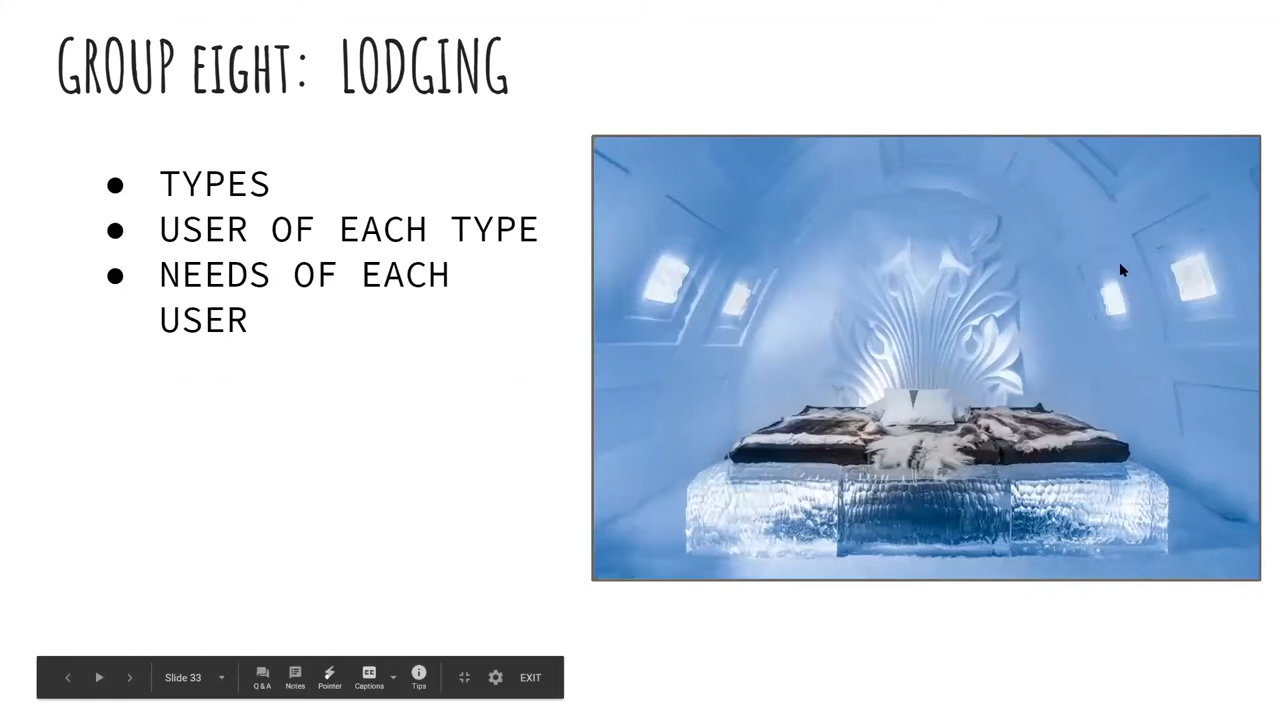 GROUP EIGHT: LODGING
● TYPES
● USER OF EACH TYPE
● NEEDS OF EACH
USER
Slide 33
Q & A
Notes
Pointer
CC
Captions
Tips
EXIT